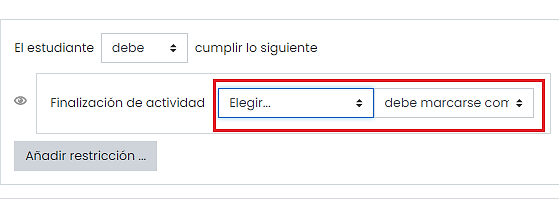 El estudiante debe cumplir lo siguiente
Finalización de actividad Elegir... debe marcarse com
Añadir restricción ...